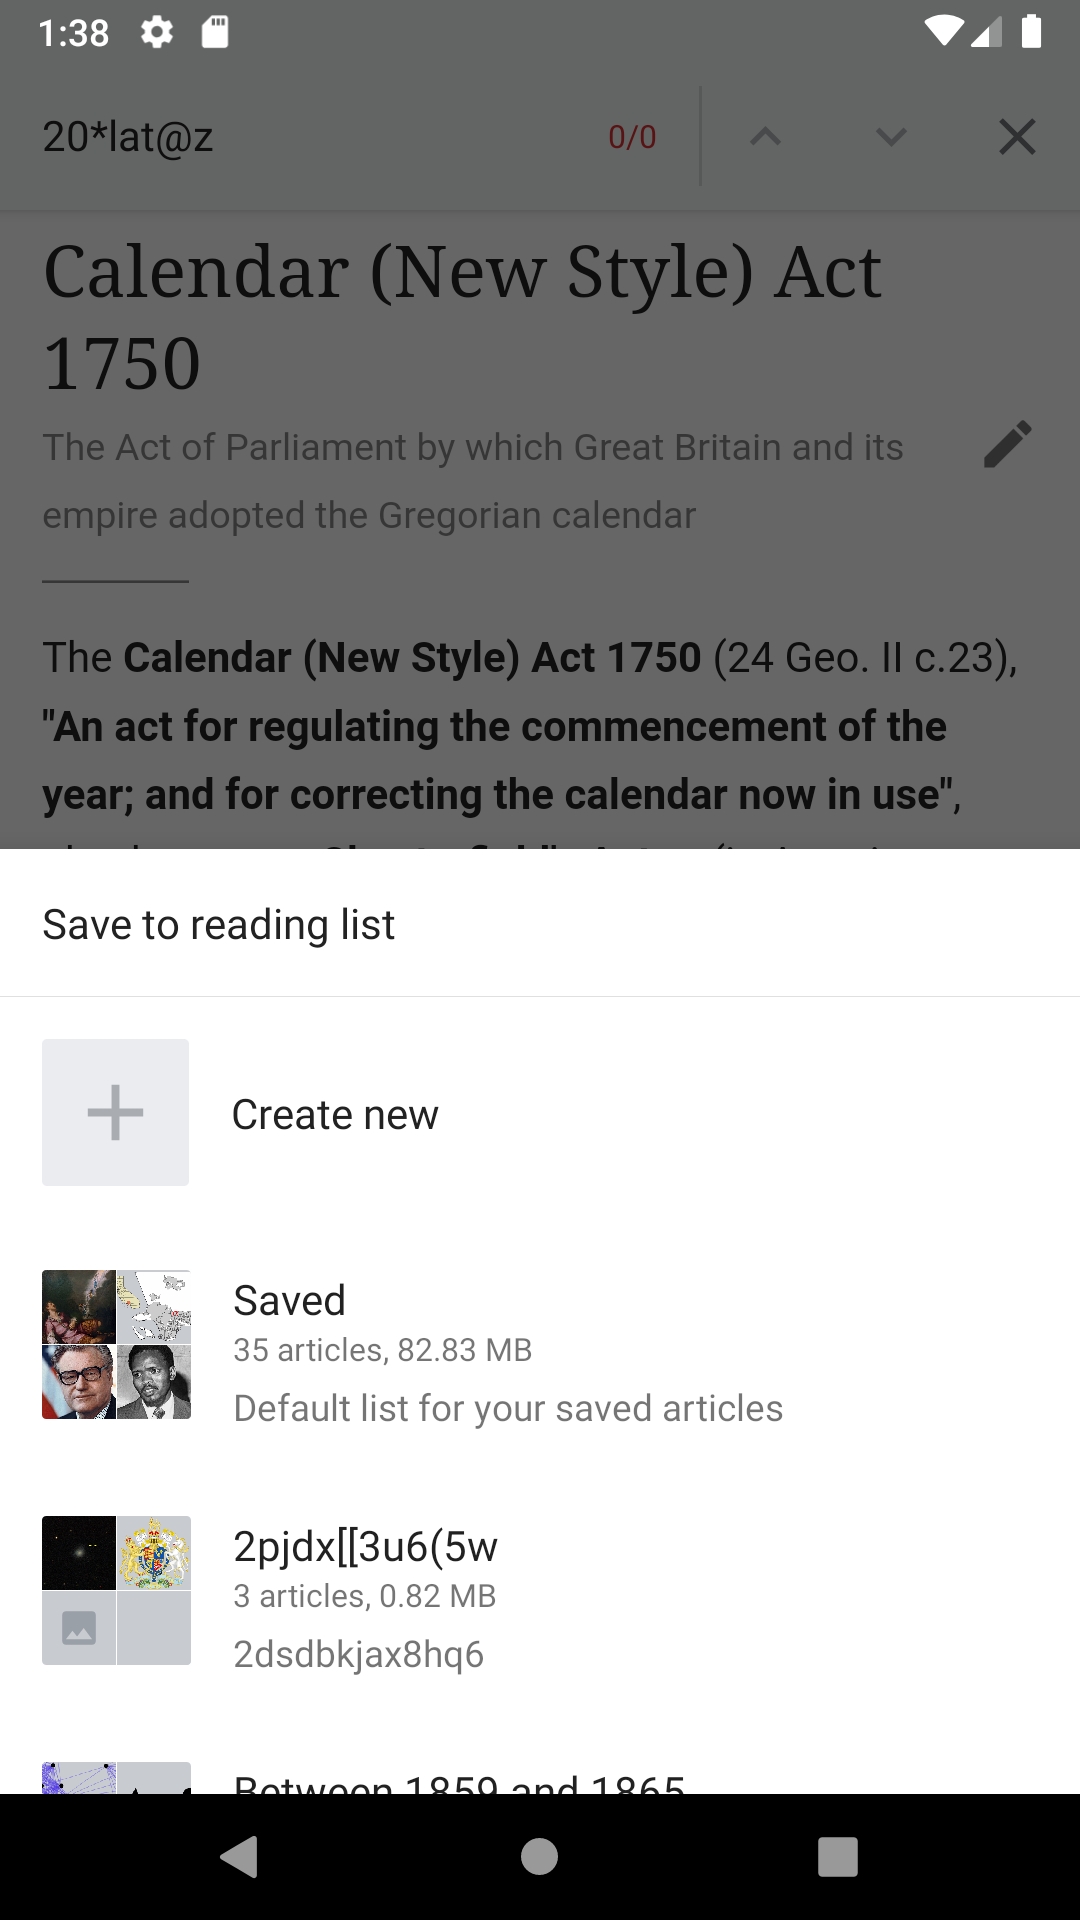 1:38
20*lat@z
0/0
Calendar (New Style) Act
1750
The Act of Parliament by which Great Britain and its
empire adopted the Gregorian calendar
The Calendar (New Style) Act 1750 (24 Geo. II c.23),
"An act for regulating the commencement of the
year; and for correcting the calendar now in use",
Save to reading list
Create new
Saved
35 articles, 82.83 MB
Default list for your saved articles
2pjdx[[3u6(5w
3 articles, 0.82 MB
2dsdbkjax8hq6
Between 1859 and 1865